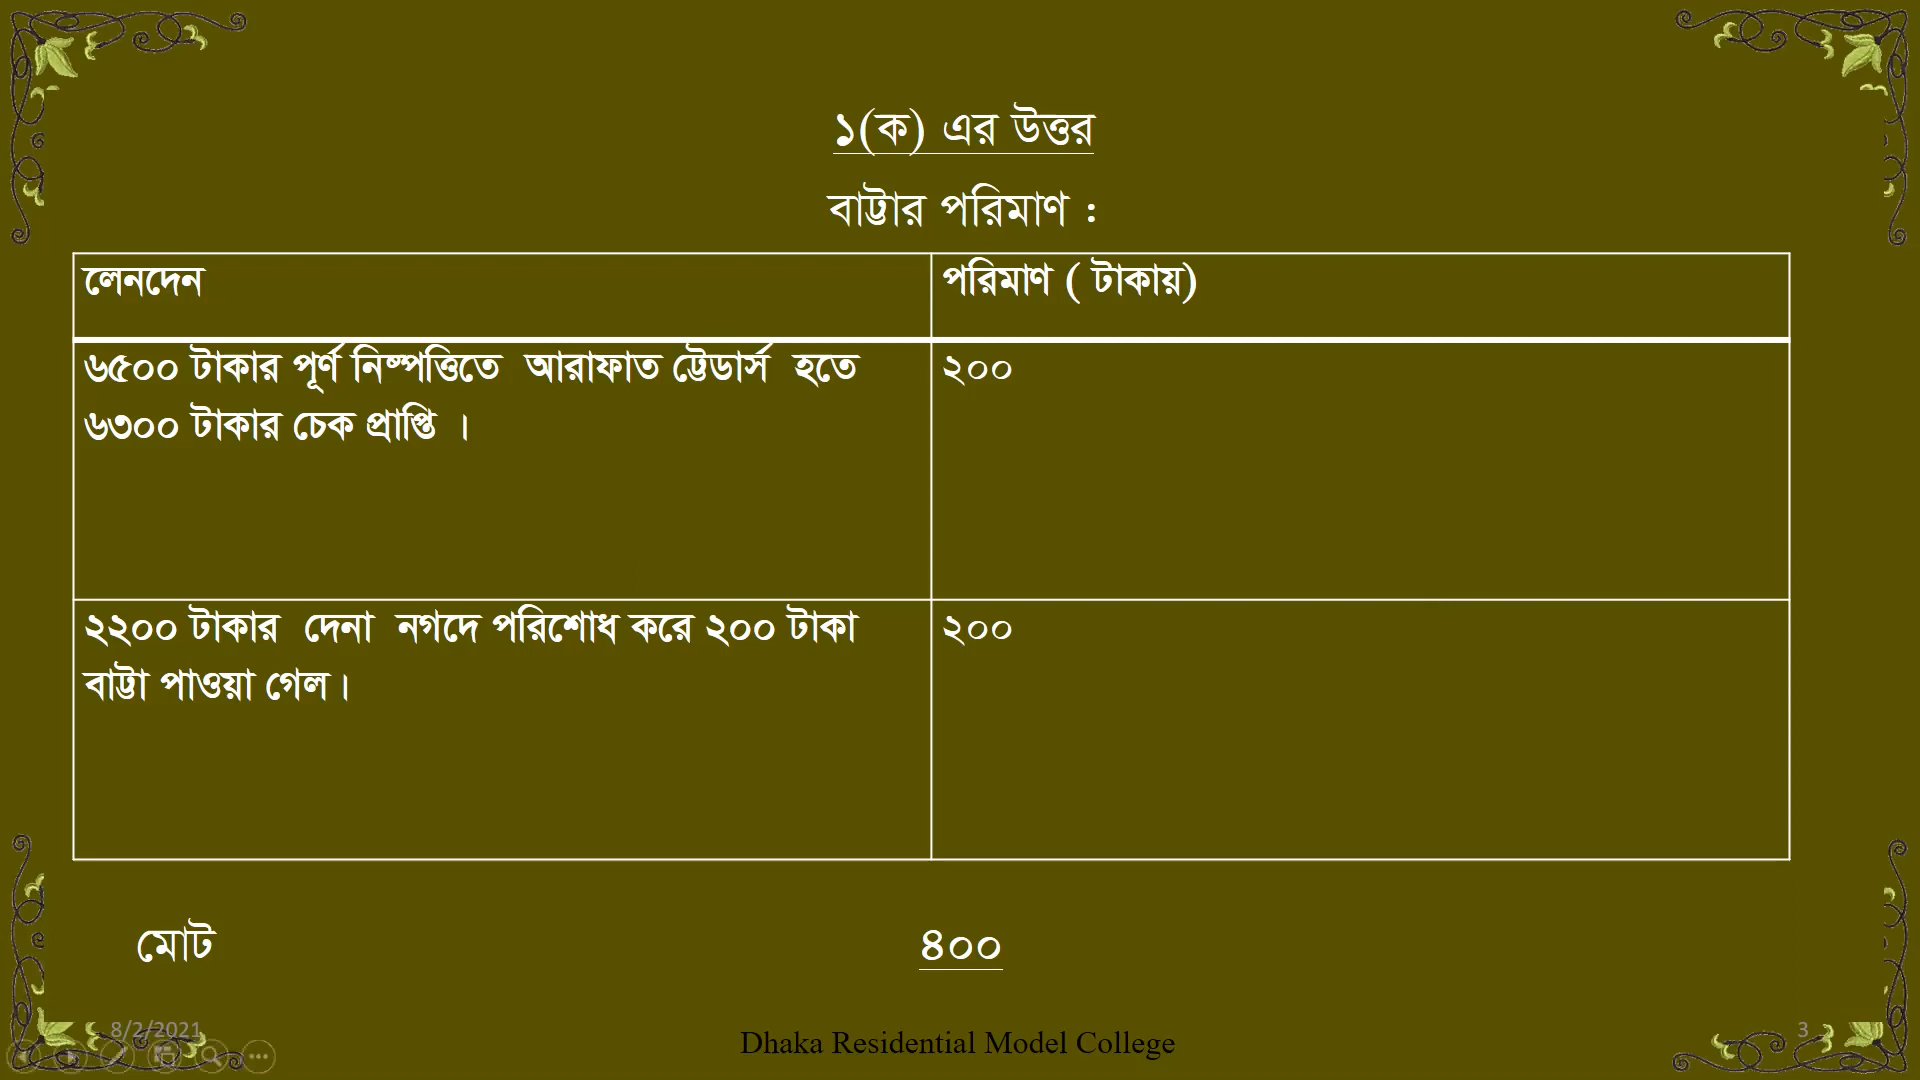 ১(ক) এর উত্তর
বাট্টার পরিমাণ :
লেনদেন
পরিমাণ ( টাকায়)
৬৫০০ টাকার পূর্ণ নিষ্পত্তিতে আরাফাত ট্রেডার্স হতে
৬৩০০ টাকার চেক প্রাপ্তি ।
২০০
২২০০ টাকার দেনা নগদে পরিশোধ করে ২০০ টাকা
বাট্টা পাওয়া গেল।
২০০
মোট
৪০০
8/2/2021
Dhaka Residential Model College
3